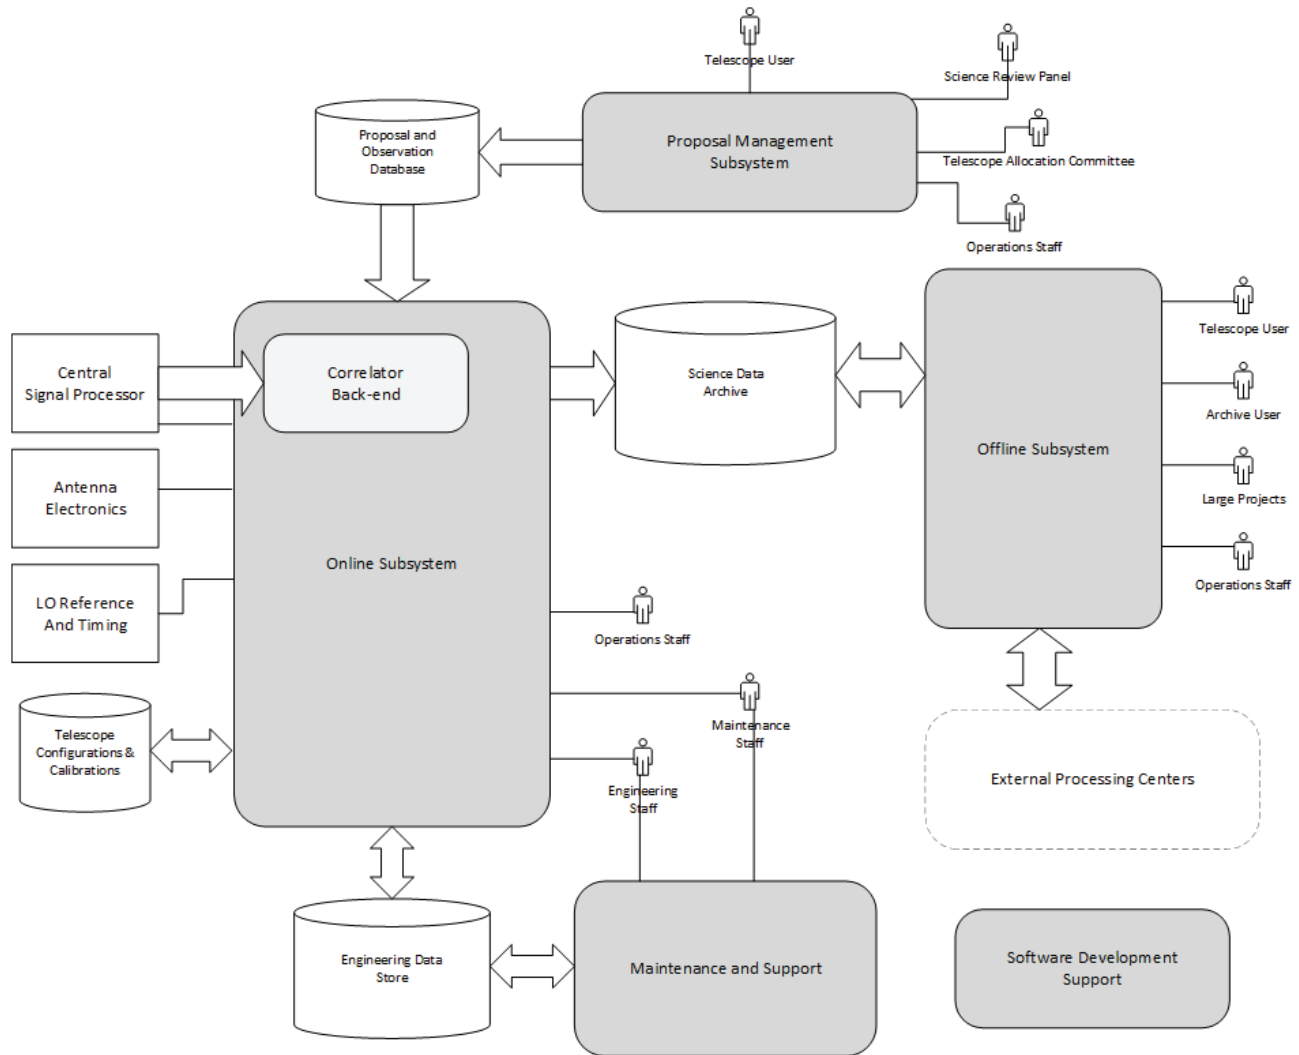 Telescope User
Science Review Panel
Proposal and
Observation
Database
Proposal Management
Subsystem
Telescope Allocation Committee
Operations Staff
Central
Signal Processor
Correlator
Back-end
Science Data
Archive
Offline Subsystem
Telescope User
Archive User
Large Projects
Operations Staff
Antenna
Electronics
Online Subsystem
LO Reference
And Timing
Operations Staff
Telescope
Configurations &
Calibrations
Maintenance
Staff
Engineering
Staff
External Processing Centers
Engineering Data
Store
Maintenance and Support
Software Development
Support